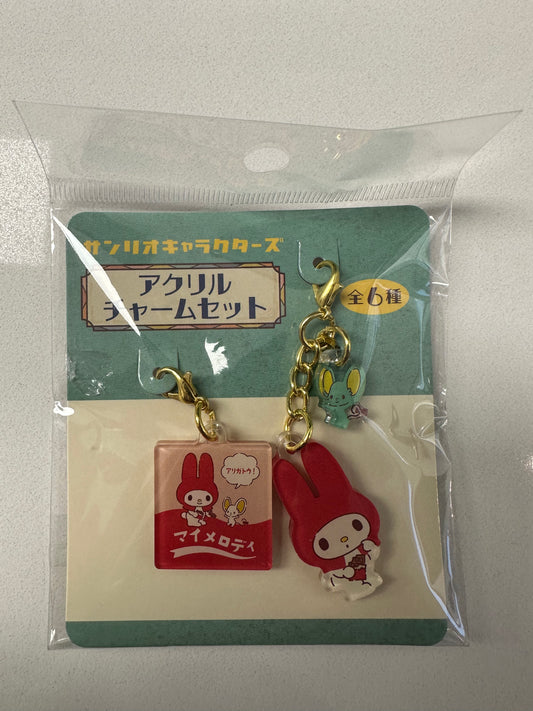 サンリオキャラクターズ
アクリル
チャームセット
全6種
アリガトウ!
マイメロディ